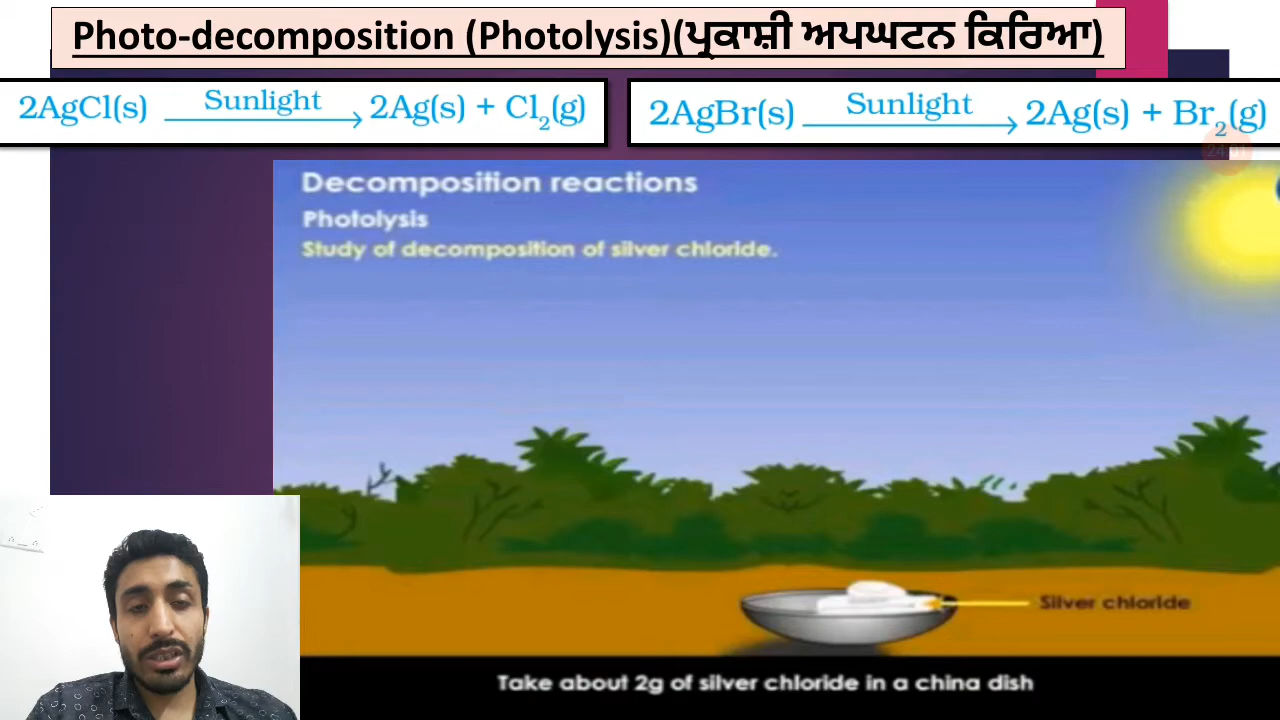 Photo-decomposition (Photolysis)(ਪ੍ਰਕਾਸ਼ੀ ਅਪਘਟਨ ਕਿਰਿਆ)
2AgCl(s) Sunlight 2Ag(s) + Cl₂(g)
2AgBr(s) Sunlight 2Ag(s) + Br₂(g)
Decomposition reactions
Photolysis
Study of decomposition of silver chloride.
Silver chloride
Take about 2g of silver chloride in a china dish